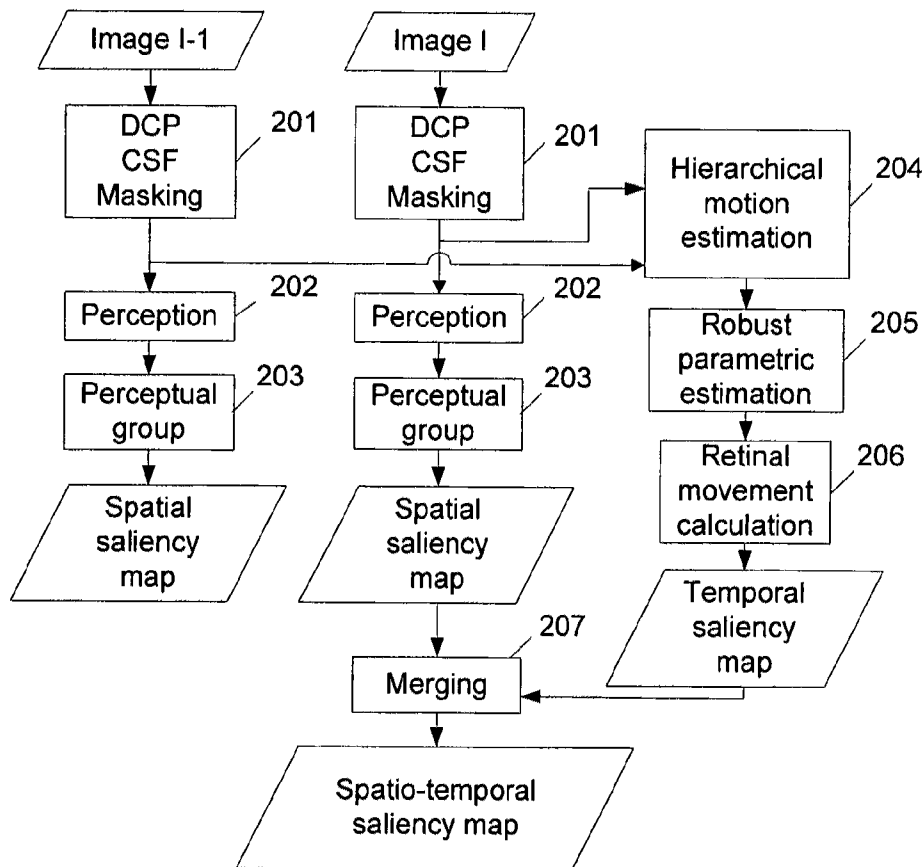 Image I-1
Image I
DCP
CSF
Masking
201
DCP
CSF
Masking
201
Hierarchical
motion
estimation
204
Perception
202
Perception
202
Robust
parametric
estimation
205
Perceptual
group
203
Perceptual
group
203
Retinal
movement
calculation
206
Spatial
saliency
map
Spatial
saliency
map
Temporal
saliency
map
Merging
207
Spatio-temporal
saliency map